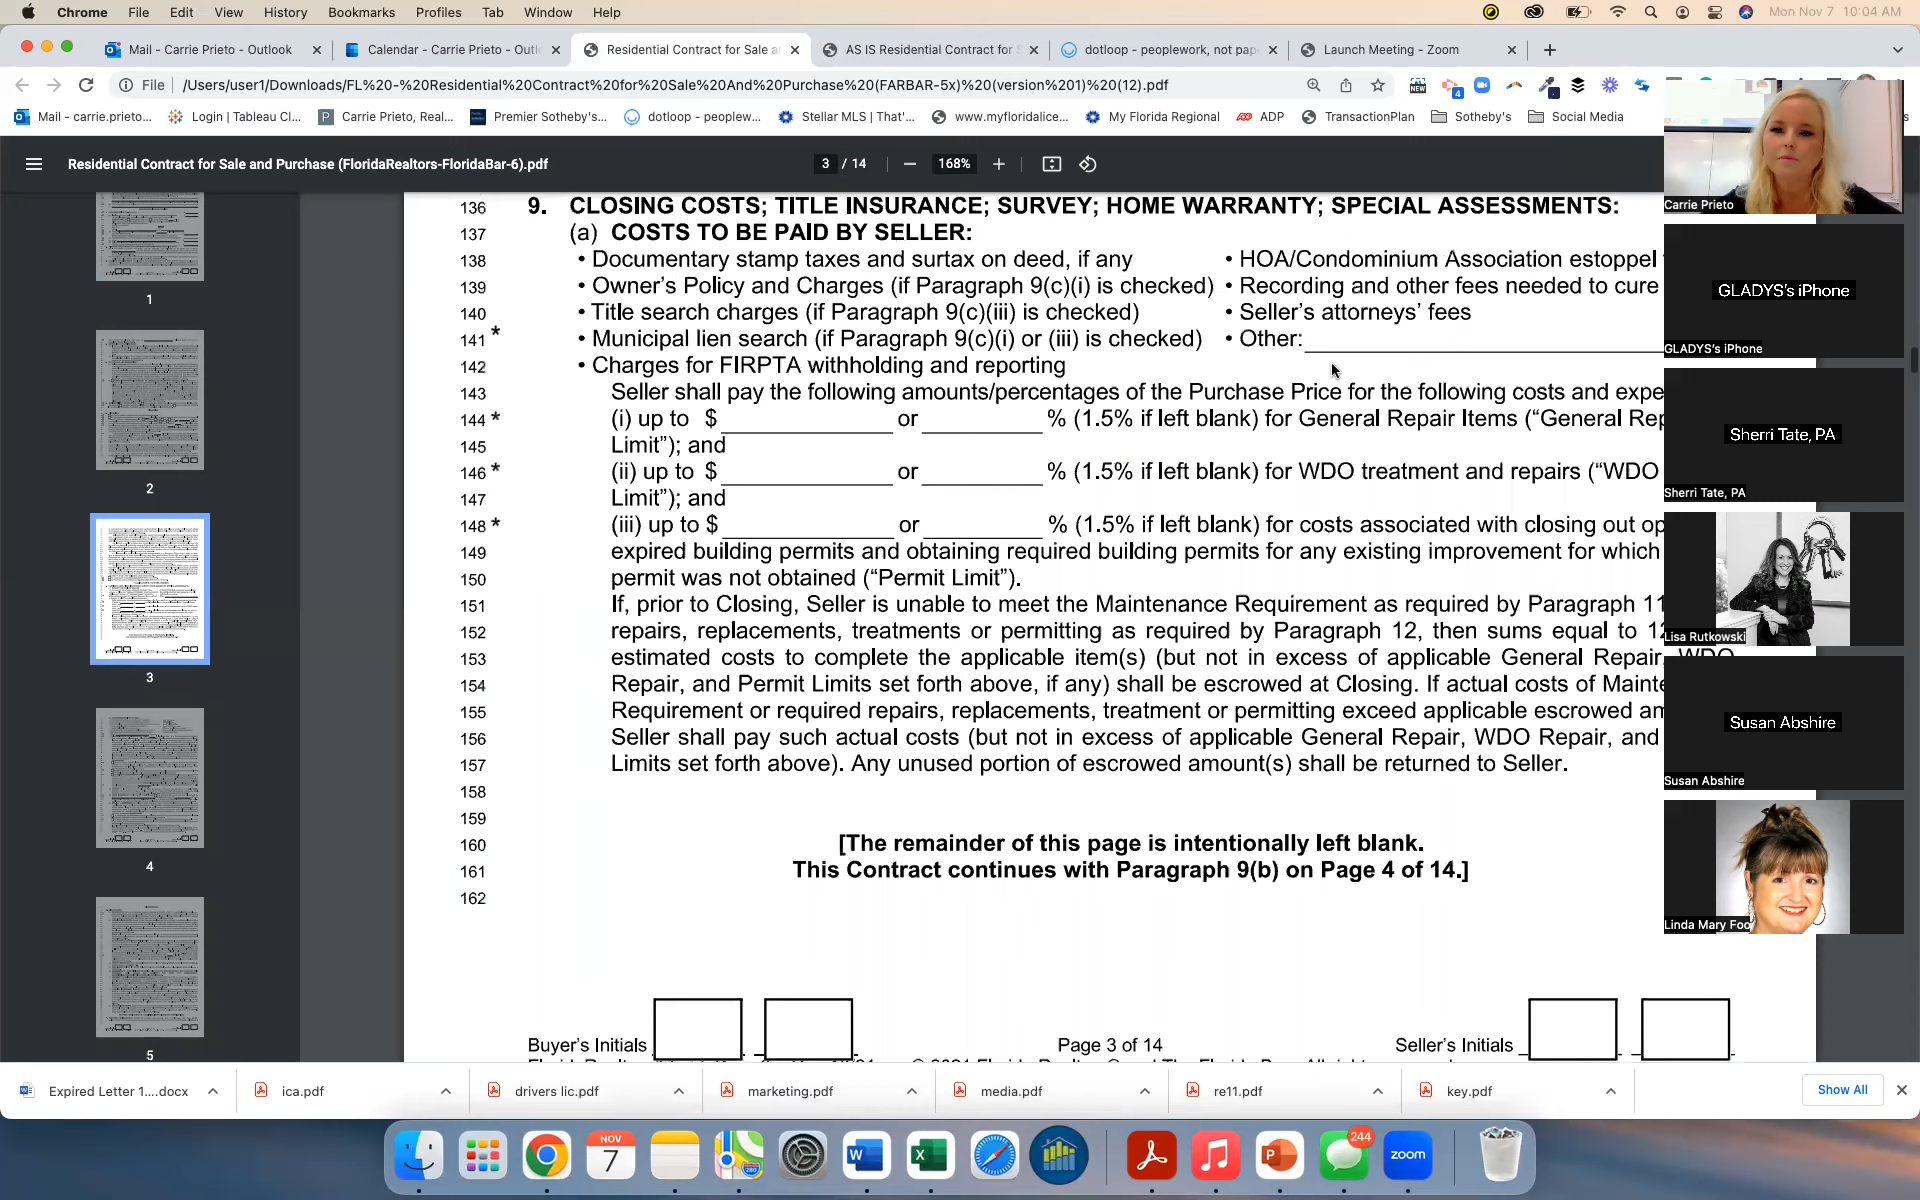 Chrome File Edit View History Bookmarks Profiles Tab Window Help Mon Nov 7 10:04 AM
Mail - Carrie Prieto - Outlook
Calendar - Carrie Prieto - Outl
Residential Contract for Sale a
AS IS Residential Contract for S
dotloop - peoplework, not pap
Launch Meeting - Zoom
File /Users/user1/Downloads/FL%20-%20Residential%20Contract%20for%20Sale%20And%20Purchase%20(FARBAR-5x)%20(version%201)%20(12).pdf
NEW
4
Mail - carrie.prieto...
Login | Tableau Cl...
Carrie Prieto, Real...
Premier Sotheby's...
dotloop - peoplew...
Stellar MLS | That'...
www.myfloridalice...
My Florida Regional
ADP
TransactionPlan
Sotheby's
Social Media
Residential Contract for Sale and Purchase (FloridaRealtors-FloridaBar-6).pdf
3 / 14
168%
1
2
3
4
5
136 9. CLOSING COSTS; TITLE INSURANCE; SURVEY; HOME WARRANTY; SPECIAL ASSESSMENTS:
137 (a) COSTS TO BE PAID BY SELLER:
138 • Documentary stamp taxes and surtax on deed, if any • HOA/Condominium Association estoppel
139 • Owner's Policy and Charges (if Paragraph 9(c)(i) is checked) • Recording and other fees needed to cure
140 • Title search charges (if Paragraph 9(c)(iii) is checked) • Seller's attorneys' fees
141 * • Municipal lien search (if Paragraph 9(c)(i) or (iii) is checked) • Other:
142 • Charges for FIRPTA withholding and reporting
143 Seller shall pay the following amounts/percentages of the Purchase Price for the following costs and expe
144 * (i) up to $ ______ or ______ % (1.5% if left blank) for General Repair Items ("General Rep
145 Limit"); and
146 * (ii) up to $ ______ or ______ % (1.5% if left blank) for WDO treatment and repairs ("WDO
147 Limit"); and
148 * (iii) up to $ ______ or ______ % (1.5% if left blank) for costs associated with closing out op
149 expired building permits and obtaining required building permits for any existing improvement for which
150 permit was not obtained ("Permit Limit").
151 If, prior to Closing, Seller is unable to meet the Maintenance Requirement as required by Paragraph 11
152 repairs, replacements, treatments or permitting as required by Paragraph 12, then sums equal to 12
153 estimated costs to complete the applicable item(s) (but not in excess of applicable General Repair, WDO
154 Repair, and Permit Limits set forth above, if any) shall be escrowed at Closing. If actual costs of Mainte
155 Requirement or required repairs, replacements, treatment or permitting exceed applicable escrowed am
156 Seller shall pay such actual costs (but not in excess of applicable General Repair, WDO Repair, and
157 Limits set forth above). Any unused portion of escrowed amount(s) shall be returned to Seller.
158
159
160 [The remainder of this page is intentionally left blank.
161 This Contract continues with Paragraph 9(b) on Page 4 of 14.]
162
Buyer's Initials
Page 3 of 14
Seller's Initials
Carrie Prieto
GLADYS's iPhone
GLADYS's iPhone
Sherri Tate, PA
Sherri Tate, PA
Lisa Rutkowski
Susan Abshire
Susan Abshire
Linda Mary Foo
Expired Letter 1....docx
ica.pdf
drivers lic.pdf
marketing.pdf
media.pdf
re11.pdf
key.pdf
Show All
NOV
7
280
W
X
P
244
zoom